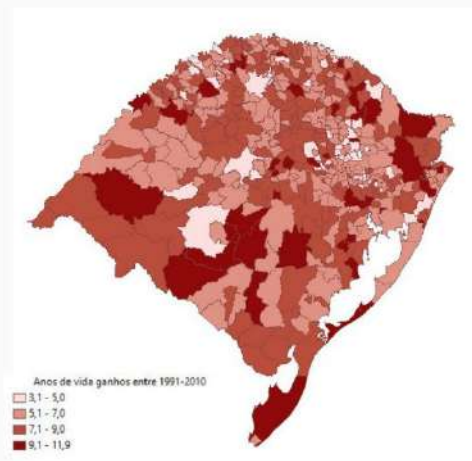 Anos de vida ganhos entre 1991-2010
3,1 - 5,0
5,1 - 7,0
7,1 - 9,0
9,1 - 11,9